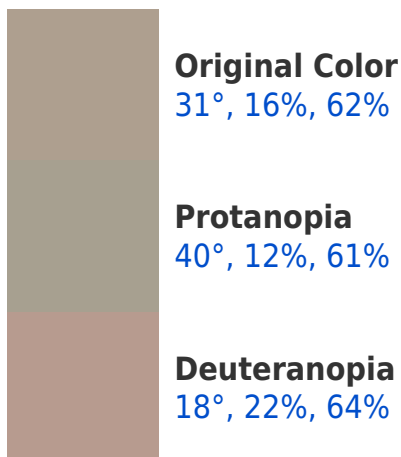 Original Color
31°, 16%, 62%
Protanopia
40°, 12%, 61%
Deuteranopia
18°, 22%, 64%